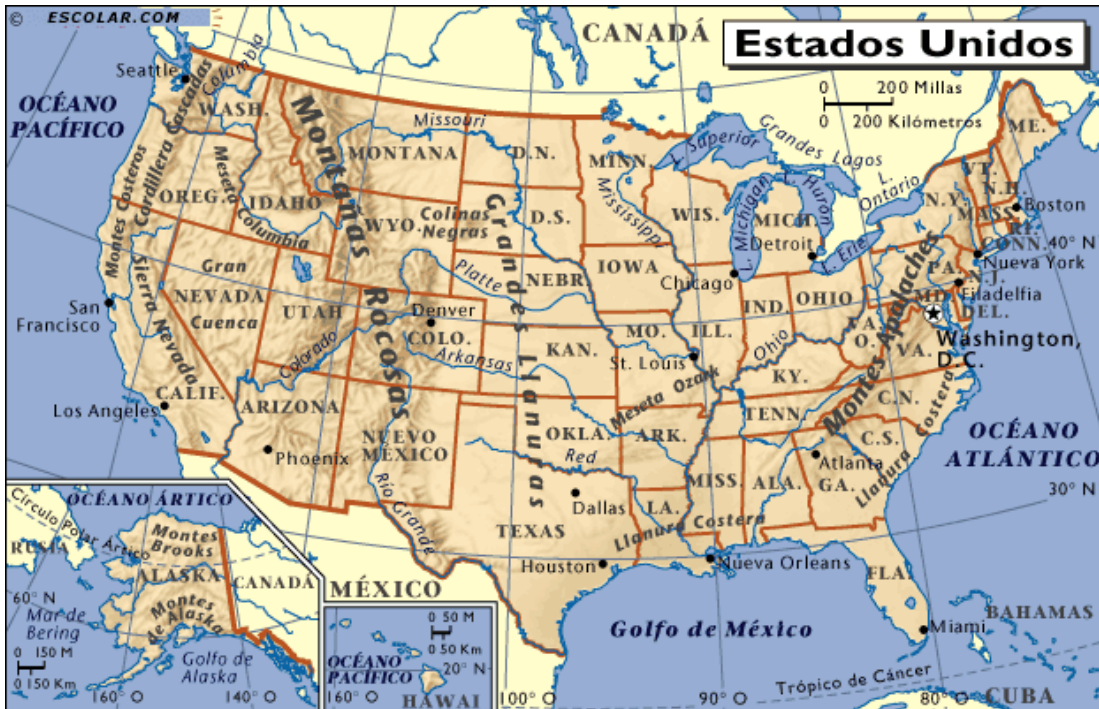 © ESCOLAR.COM
Estados Unidos
CANADÁ
0 200 Millas
0 200 Kilómetros
OCÉANO
PACÍFICO
Seattle
Columbia
WASH.
Montes Costeros
Cordillera Cascadas
OREG.
Meseta
Columbia
IDAHO
Montañas
Rocosas
MONTANA
Missouri
D.N.
MINN.
L. Superior
Grandes Lagos
L.
Ontario
ME.
VT.
N.H.
N.Y.
MASS.
Boston
RI.
CONN.
40° N
Nueva York
WYO.
Colinas
Negras
Grandes Llanuras
D.S.
Mississippi
WIS.
L. Michigan
MICH.
L. Huron
Detroit
L. Erie
PA.
N.J.
Filadelfia
MD.
DEL.
Washington,
D.C.
San
Francisco
Sierra Nevada
Gran
NEVADA
Cuenca
UTAH
Platte
NEBR.
IOWA
Chicago
IND.
OHIO
Denver
COLO.
Colorado
Arkansas
KAN.
MO.
ILL.
St. Louis
Ohio
VA.
O.
VA.
Montes Apalaches
KY.
Meseta Ozark
CALIF.
Los Angeles
ARIZONA
Phoenix
NUEVO
MÉXICO
OKLA.
Red
ARK.
TENN.
C.N.
C.S.
Llanura Costera
OCÉANO
ATLÁNTICO
30° N
Río Grande
TEXAS
Dallas
LA.
MISS.
ALA.
Atlanta
GA.
Llanura Costera
Houston
Nueva Orleans
FLA.
Miami
BAHAMAS
Golfo de México
Trópico de Cáncer
CUBA
MÉXICO
OCÉANO ÁRTICO
Círculo Polar Ártico
RUSIA
Montes
Brooks
ALASKA
CANADÁ
Montes
de Alaska
60° N
Mar de
Bering
0 150 M
0 150 Km
Golfo de
Alaska
160° O
140° O
0 50 M
0 50 Km
OCÉANO
PACÍFICO
20° N
HAWAI
160° O
100° O
90° O
80° O